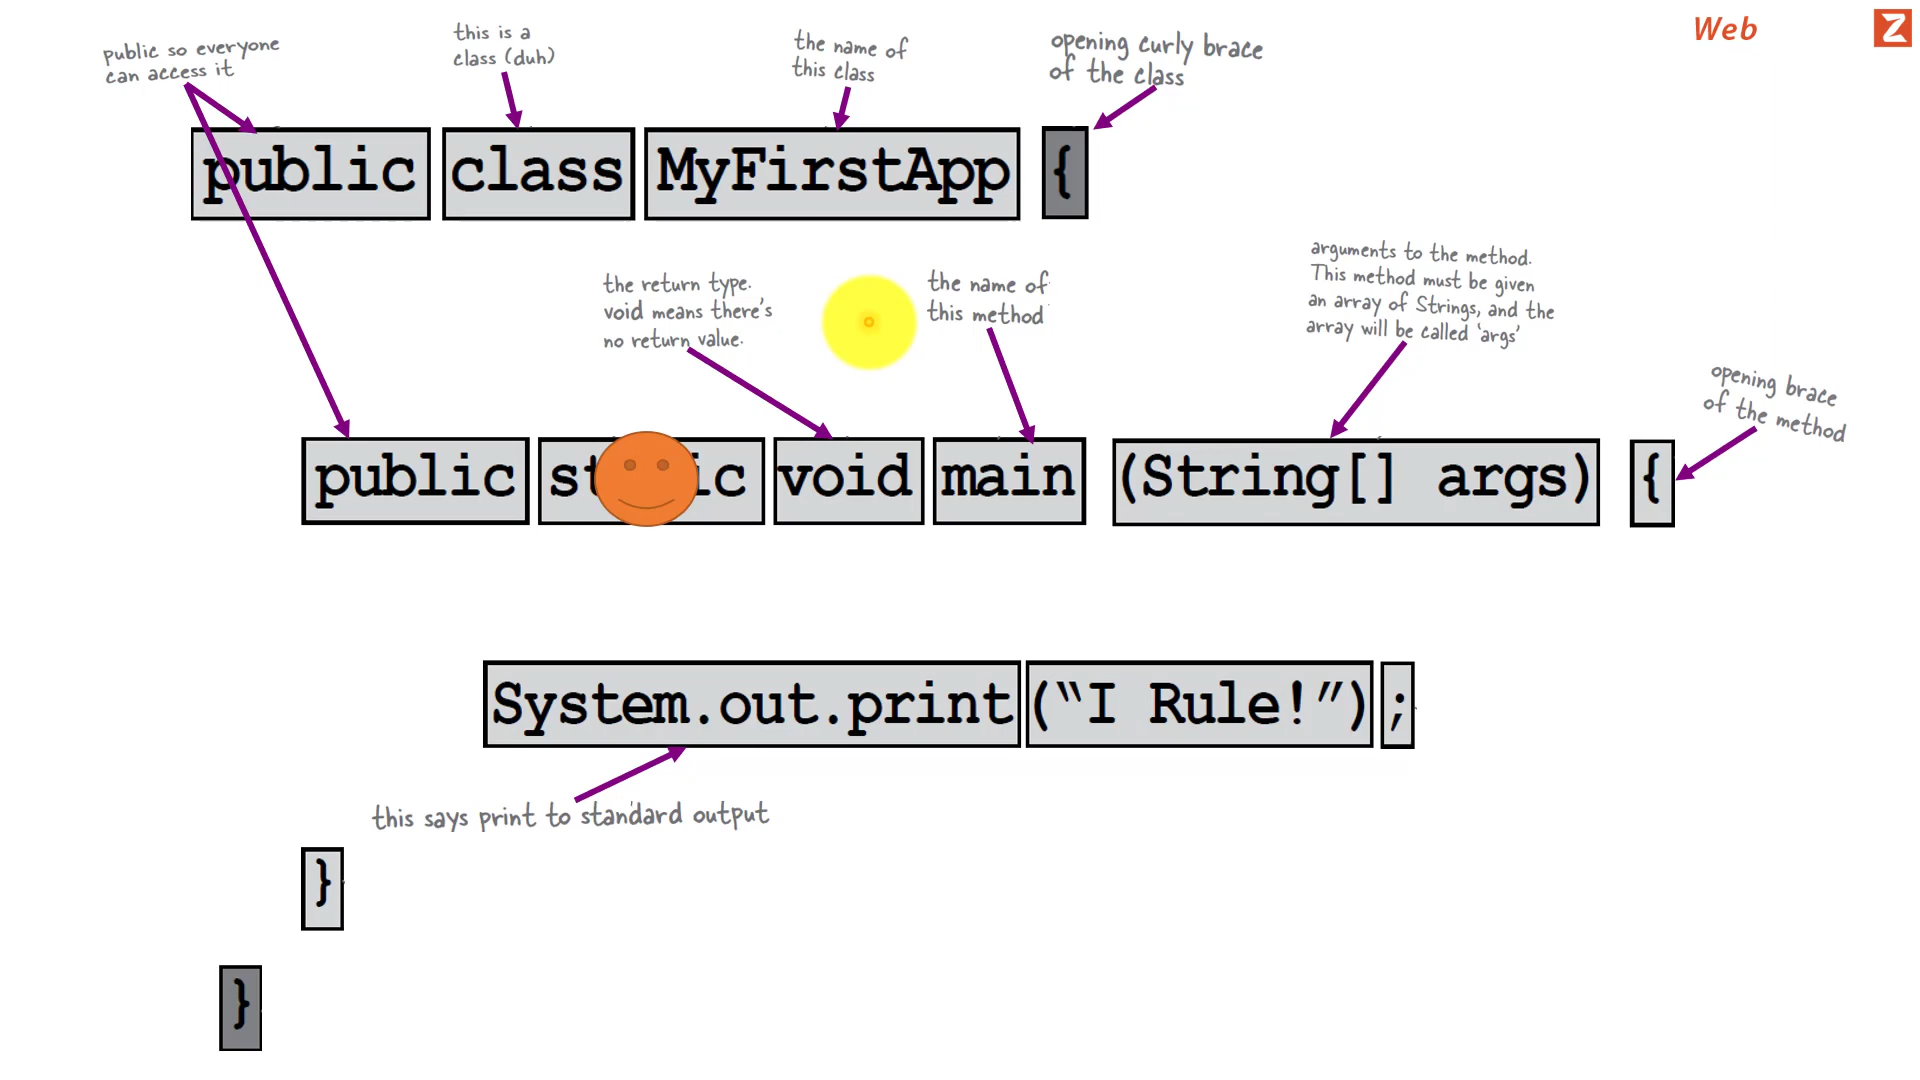 Web Z
public so everyone
can access it
this is a
class (duh)
the name of
this class
opening curly brace
of the class
public class MyFirstApp {
the return type.
void means there's
no return value.
the name of
this method
arguments to the method.
This method must be given
an array of Strings, and the
array will be called 'args'
opening brace
of the method
public void main (String[] args) {
System.out.print(“I Rule!”);
this says print to standard output
}
}